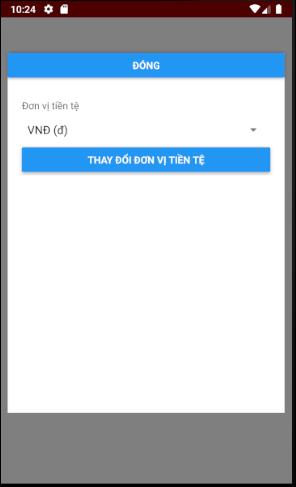 10:24
ĐÓNG
Đơn vị tiền tệ
VNĐ (đ)
THAY ĐỔI ĐƠN VỊ TIỀN TỆ